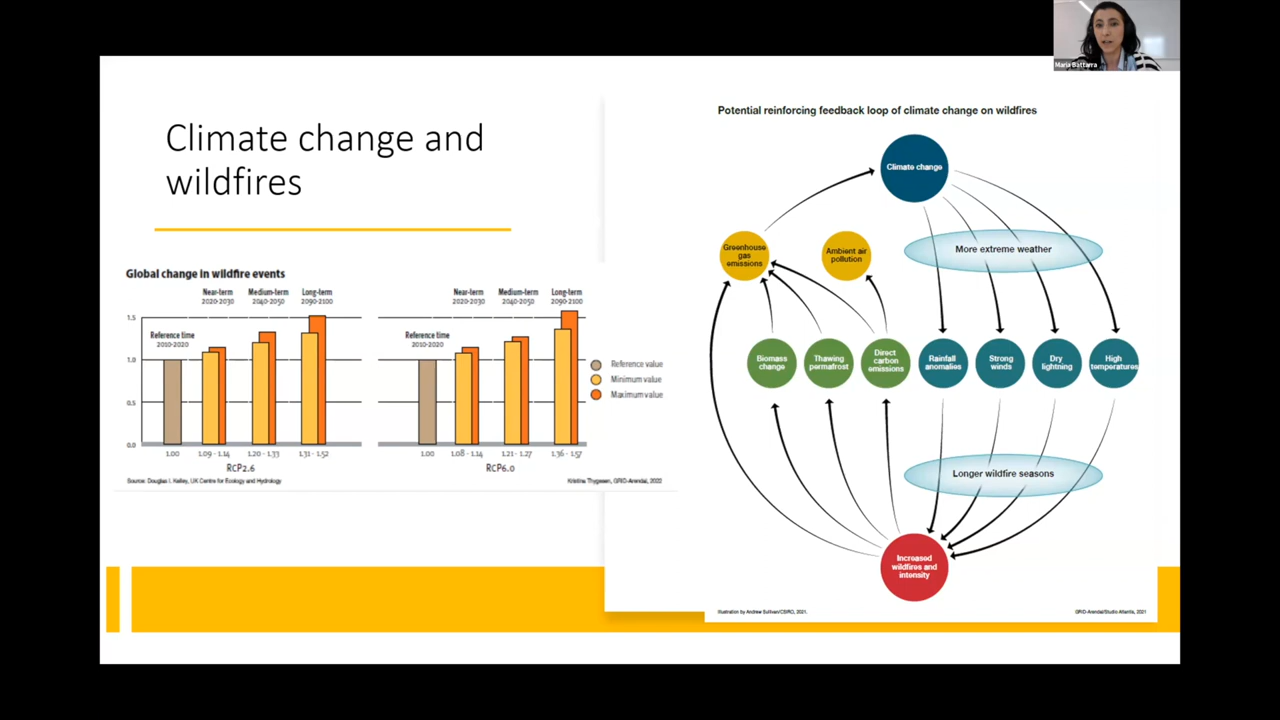 Maria Battarra
Climate change and
wildfires
Global change in wildfire events
Near-term
2020-2030
Medium-term
2040-2050
Long-term
2090-2100
Near-term
2020-2030
Medium-term
2040-2050
Long-term
2090-2100
1.5
1.0
0.5
0.0
Reference time
2010-2020
Reference time
2010-2020
Reference value
Minimum value
Maximum value
1.00
1.09 - 1.14
1.20 - 1.33
1.31 - 1.52
1.00
1.08 - 1.14
1.21 - 1.27
1.36 - 1.57
RCP2.6
RCP6.0
Source: Douglas I. Kelley, UK Centre for Ecology and Hydrology
Kristina Thygesen, GRID-Arendal, 2022
Potential reinforcing feedback loop of climate change on wildfires
Climate change
Greenhouse
gas
emissions
Ambient air
pollution
More extreme weather
Biomass
change
Thawing
permafrost
Direct
carbon
emissions
Rainfall
anomalies
Strong
winds
Dry
lightning
High
temperatures
Longer wildfire seasons
Increased
wildfires and
intensity
Illustration by Andrew Sullivan/CSIRO, 2021.
GRID-Arendal/Studio Atlantis, 2021